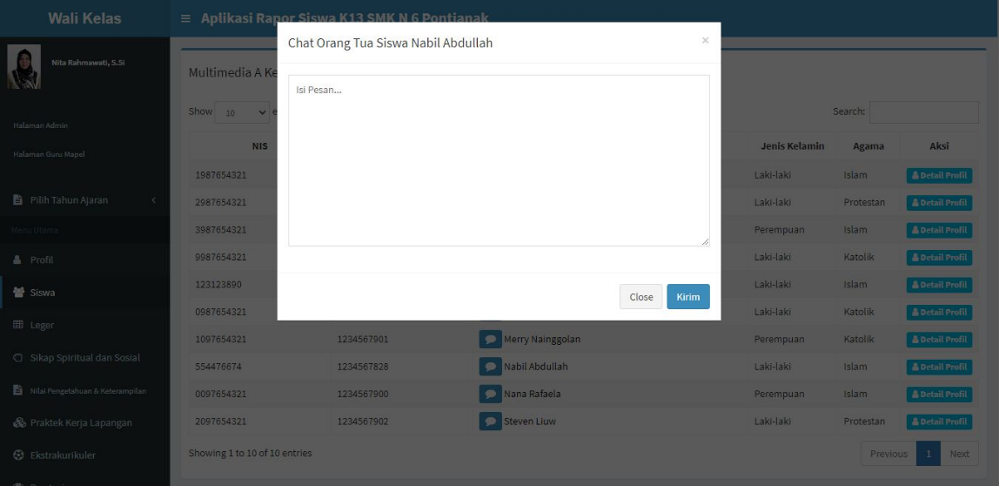 Wali Kelas
Aplikasi Rapor Siswa K13 SMK N 6 Pontianak
Nita Rahmawati, S.Si
Halaman Admin
Halaman Guru Mapel
Pilih Tahun Ajaran
Menu Utama
Profil
Siswa
Leger
Sikap Spiritual dan Sosial
Nilai Pengetahuan & Keterampilan
Praktek Kerja Lapangan
Ekstrakurikuler
Chat Orang Tua Siswa Nabil Abdullah ×
Isi Pesan...
Close Kirim
Multimedia A Ke
Show 10 e Search:
NIS Jenis Kelamin Agama Aksi
1987654321 Laki-laki Islam Detail Profil
2987654321 Laki-laki Protestan Detail Profil
3987654321 Perempuan Islam Detail Profil
9987654321 Laki-laki Katolik Detail Profil
123123890 Laki-laki Islam Detail Profil
0987654321 Laki-laki Katolik Detail Profil
1097654321 1234567901 Merry Nainggolan Perempuan Katolik Detail Profil
554476674 1234567828 Nabil Abdullah Laki-laki Islam Detail Profil
0097654321 1234567900 Nana Rafaela Perempuan Islam Detail Profil
2097654321 1234567902 Steven Liuw Laki-laki Protestan Detail Profil
Showing 1 to 10 of 10 entries Previous 1 Next